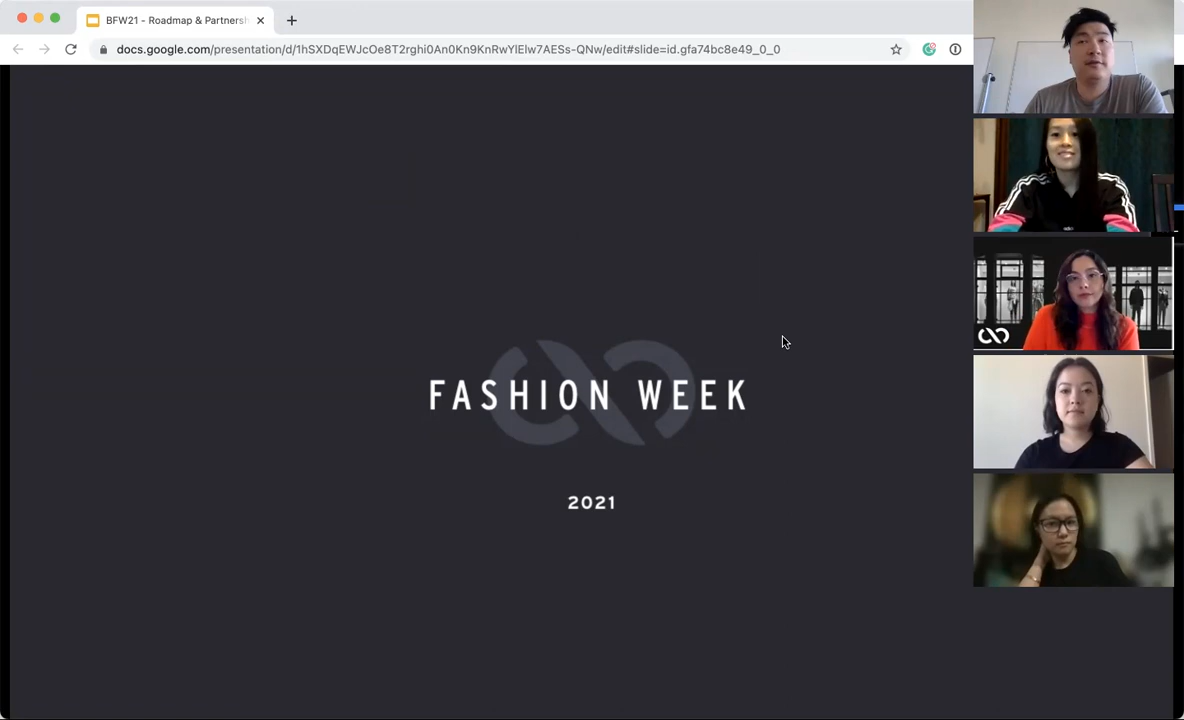 BFW21 - Roadmap & Partnersh
docs.google.com/presentation/d/1hSXDqEWJcOe8T2rghi0An0Kn9KnRwYlElw7AESs-QNw/edit#slide=id.gfa74bc8e49_0_0
FASHION WEEK
2021